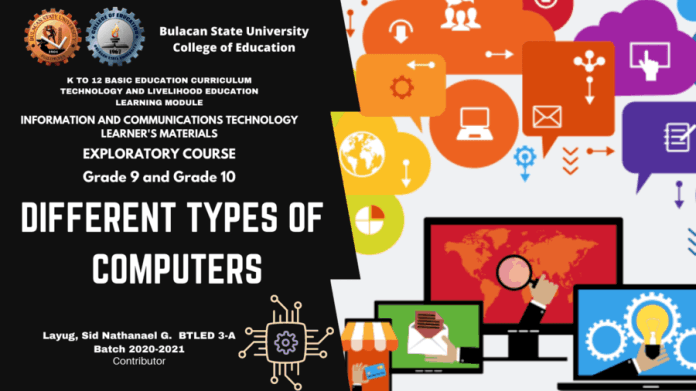 Bulacan State University
College of Education
K TO 12 BASIC EDUCATION CURRICULUM
TECHNOLOGY AND LIVELIHOOD EDUCATION
LEARNING MODULE
INFORMATION AND COMMUNICATIONS TECHNOLOGY
LEARNER'S MATERIALS
EXPLORATORY COURSE
Grade 9 and Grade 10
DIFFERENT TYPES OF
COMPUTERS
Layug, Sid Nathanael G. BTLED 3-A
Batch 2020-2021
Contributor